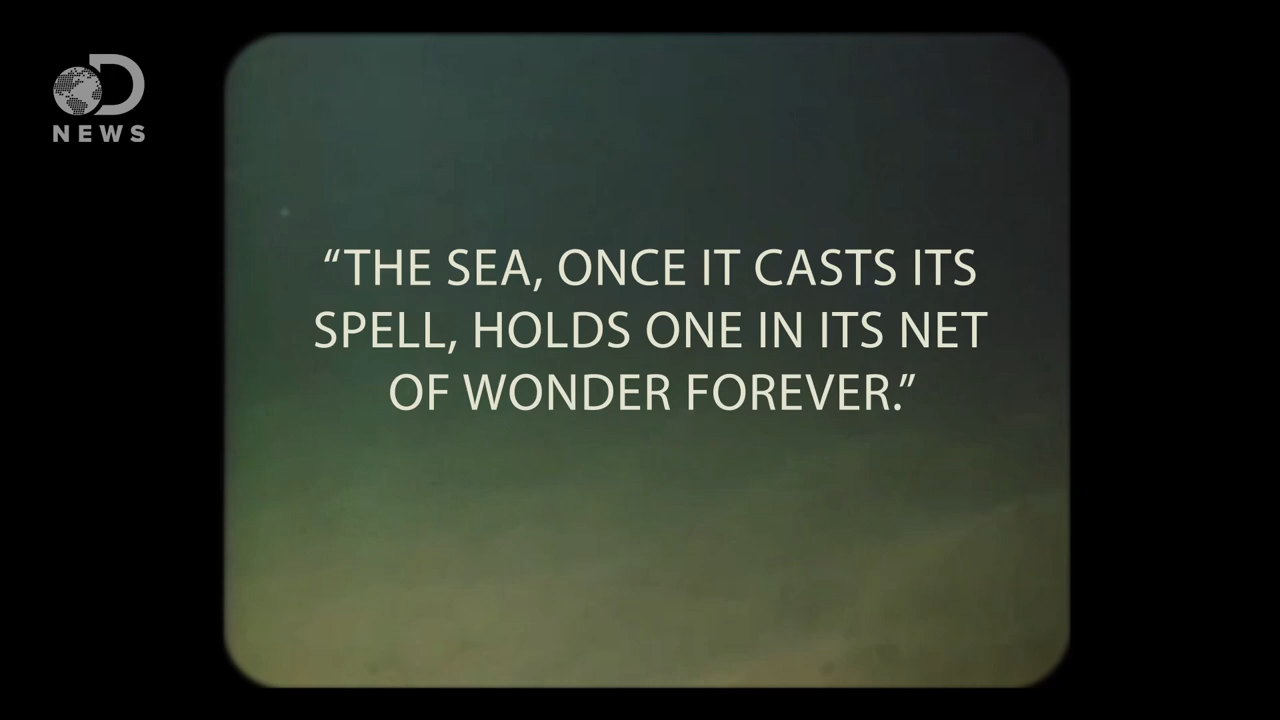 NEWS
“THE SEA, ONCE IT CASTS ITS
SPELL, HOLDS ONE IN ITS NET
OF WONDER FOREVER.”